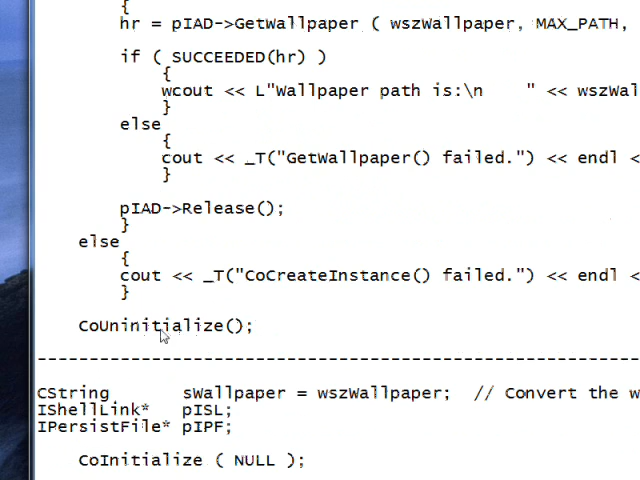 {
hr = pIAD->GetWallpaper ( wszWallpaper, MAX_PATH,
if ( SUCCEEDED(hr) )
{
wcout << L"Wallpaper path is:\n    " << wszWal
}
else
{
cout << _T("GetWallpaper() failed.") << endl <
}
pIAD->Release();
}
else
{
cout << _T("CoCreateInstance() failed.") << endl <
}
CoUninitialize();
--------------------------------------------------------------------------
CString       sWallpaper = wszWallpaper;  // Convert the w
IShellLink*   pISL;
IPersistFile* pIPF;
CoInitialize ( NULL );